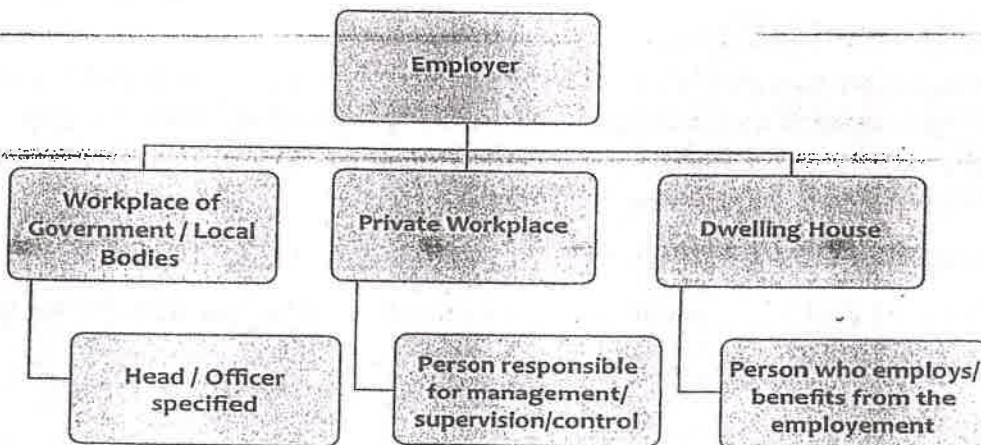 Employer
Workplace of
Government / Local
Bodies
Private Workplace
Dwelling House
Head / Officer
specified
Person responsible
for management/
supervision/control
Person who employs/
benefits from the
employement